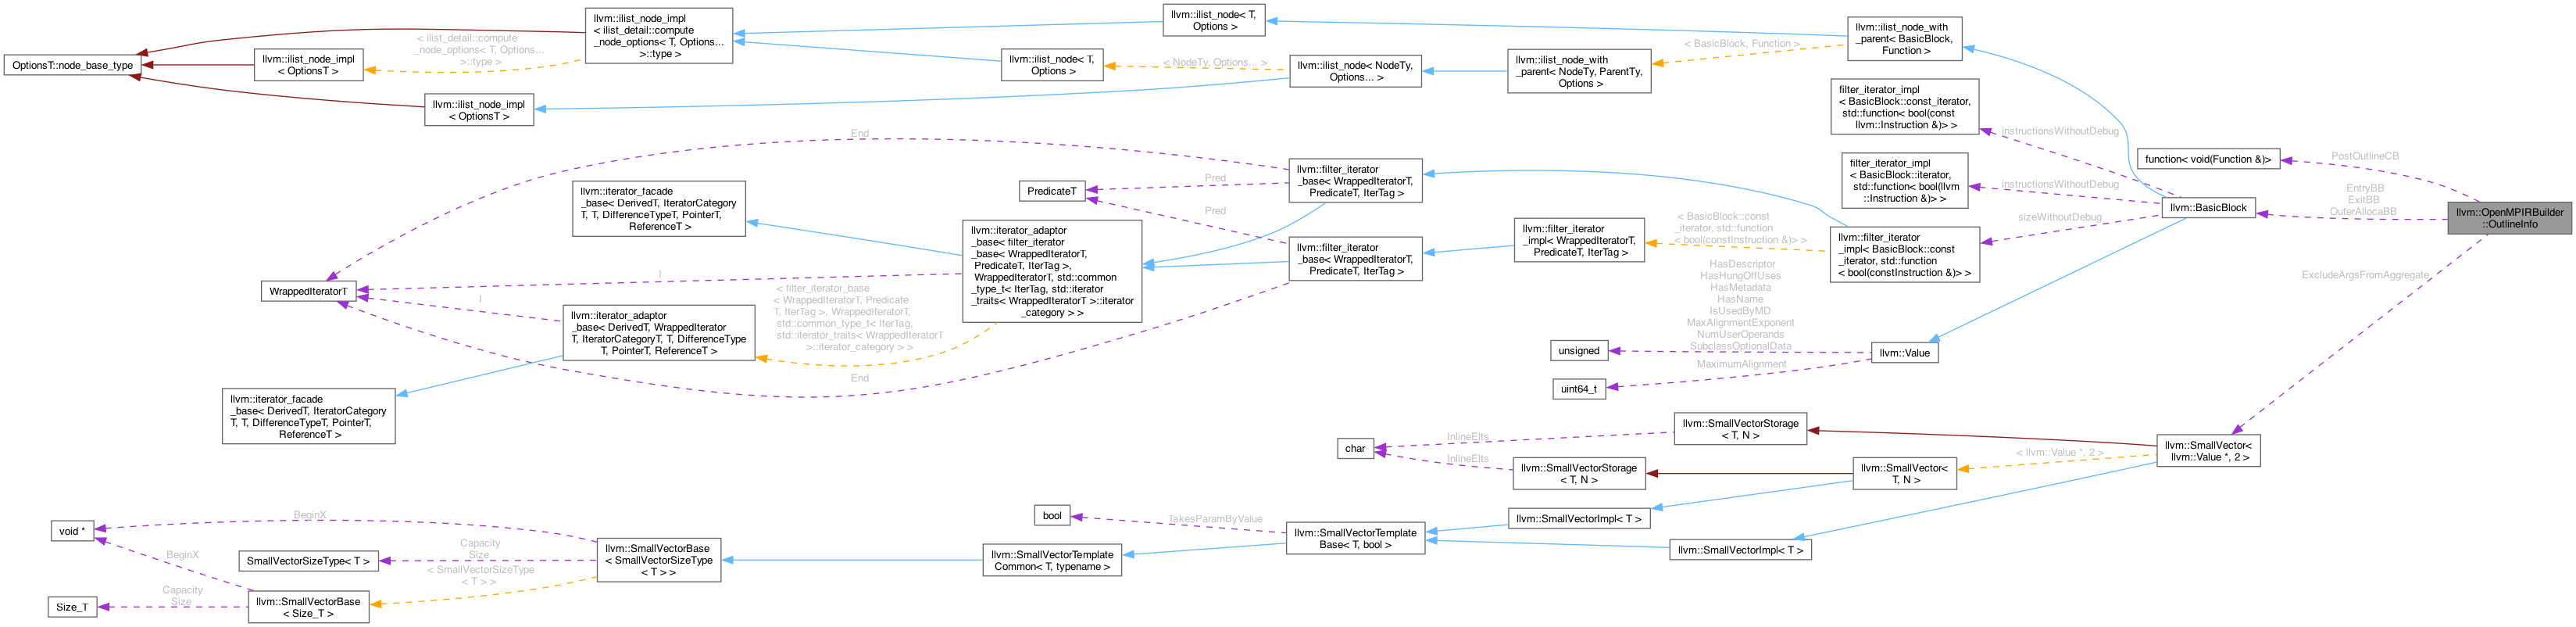 OptionsT::node_base_type
llvm::ilist_node_impl
< OptionsT >
< ilist_detail::compute
_node_options< T, Options...
>::type >
llvm::ilist_node_impl
< ilist_detail::compute
_node_options< T, Options...
>::type >
llvm::ilist_node_impl
< OptionsT >
llvm::ilist_node< T,
Options >
llvm::ilist_node< T,
Options >
< NodeTy, Options... >
llvm::ilist_node< NodeTy,
Options... >
llvm::ilist_node_with
_parent< NodeTy, ParentTy,
Options >
< BasicBlock, Function >
llvm::ilist_node_with
_parent< BasicBlock,
Function >
filter_iterator_impl
< BasicBlock::const_iterator,
std::function< bool(const
llvm::Instruction &)> >
instructionsWithoutDebug
filter_iterator_impl
< BasicBlock::iterator,
std::function< bool(llvm
::Instruction &)> >
instructionsWithoutDebug
sizeWithoutDebug
llvm::BasicBlock
function< void(Function &)>
PostOutlineCB
EntryBB
ExitBB
OuterAllocaBB
llvm::OpenMPIRBuilder
::OutlineInfo
ExcludeArgsFromAggregate
End
llvm::filter_iterator
_base< WrappedIteratorT,
PredicateT, IterTag >
Pred
PredicateT
Pred
llvm::filter_iterator
_base< WrappedIteratorT,
PredicateT, IterTag >
llvm::filter_iterator
_impl< WrappedIteratorT,
PredicateT, IterTag >
< BasicBlock::const
_iterator, std::function
< bool(constInstruction &)> >
llvm::filter_iterator
_impl< BasicBlock::const
_iterator, std::function
< bool(constInstruction &)> >
llvm::iterator_facade
_base< DerivedT, IteratorCategory
T, T, DifferenceTypeT, PointerT,
ReferenceT >
llvm::iterator_adaptor
_base< filter_iterator
_base< WrappedIteratorT,
PredicateT, IterTag >,
WrappedIteratorT, std::common
_type_t< IterTag, std::iterator
_traits< WrappedIteratorT >::iterator
_category > >
I
WrappedIteratorT
I
llvm::iterator_adaptor
_base< DerivedT, WrappedIterator
T, IteratorCategoryT, T, DifferenceType
T, PointerT, ReferenceT >
< filter_iterator_base
< WrappedIteratorT, Predicate
T, IterTag >, WrappedIteratorT,
std::common_type_t< IterTag,
std::iterator_traits< WrappedIteratorT
>::iterator_category > >
End
llvm::iterator_facade
_base< DerivedT, IteratorCategory
T, T, DifferenceTypeT, PointerT,
ReferenceT >
HasDescriptor
HasHungOffUses
HasMetadata
HasName
IsUsedByMD
MaxAlignmentExponent
NumUserOperands
SubclassOptionalData
unsigned
llvm::Value
MaximumAlignment
uint64_t
char
InlineElts
llvm::SmallVectorStorage
< T, N >
InlineElts
llvm::SmallVectorStorage
< T, N >
llvm::SmallVector<
T, N >
< llvm::Value *, 2 >
llvm::SmallVector<
llvm::Value *, 2 >
bool
TakesParamByValue
llvm::SmallVectorTemplate
Base< T, bool >
llvm::SmallVectorImpl< T >
llvm::SmallVectorImpl< T >
void *
BeginX
BeginX
SmallVectorSizeType< T >
Capacity
Size
llvm::SmallVectorBase
< SmallVectorSizeType
< T > >
llvm::SmallVectorTemplate
Common< T, typename >
< SmallVectorSizeType
< T > >
Size_T
Capacity
Size
llvm::SmallVectorBase
< Size_T >